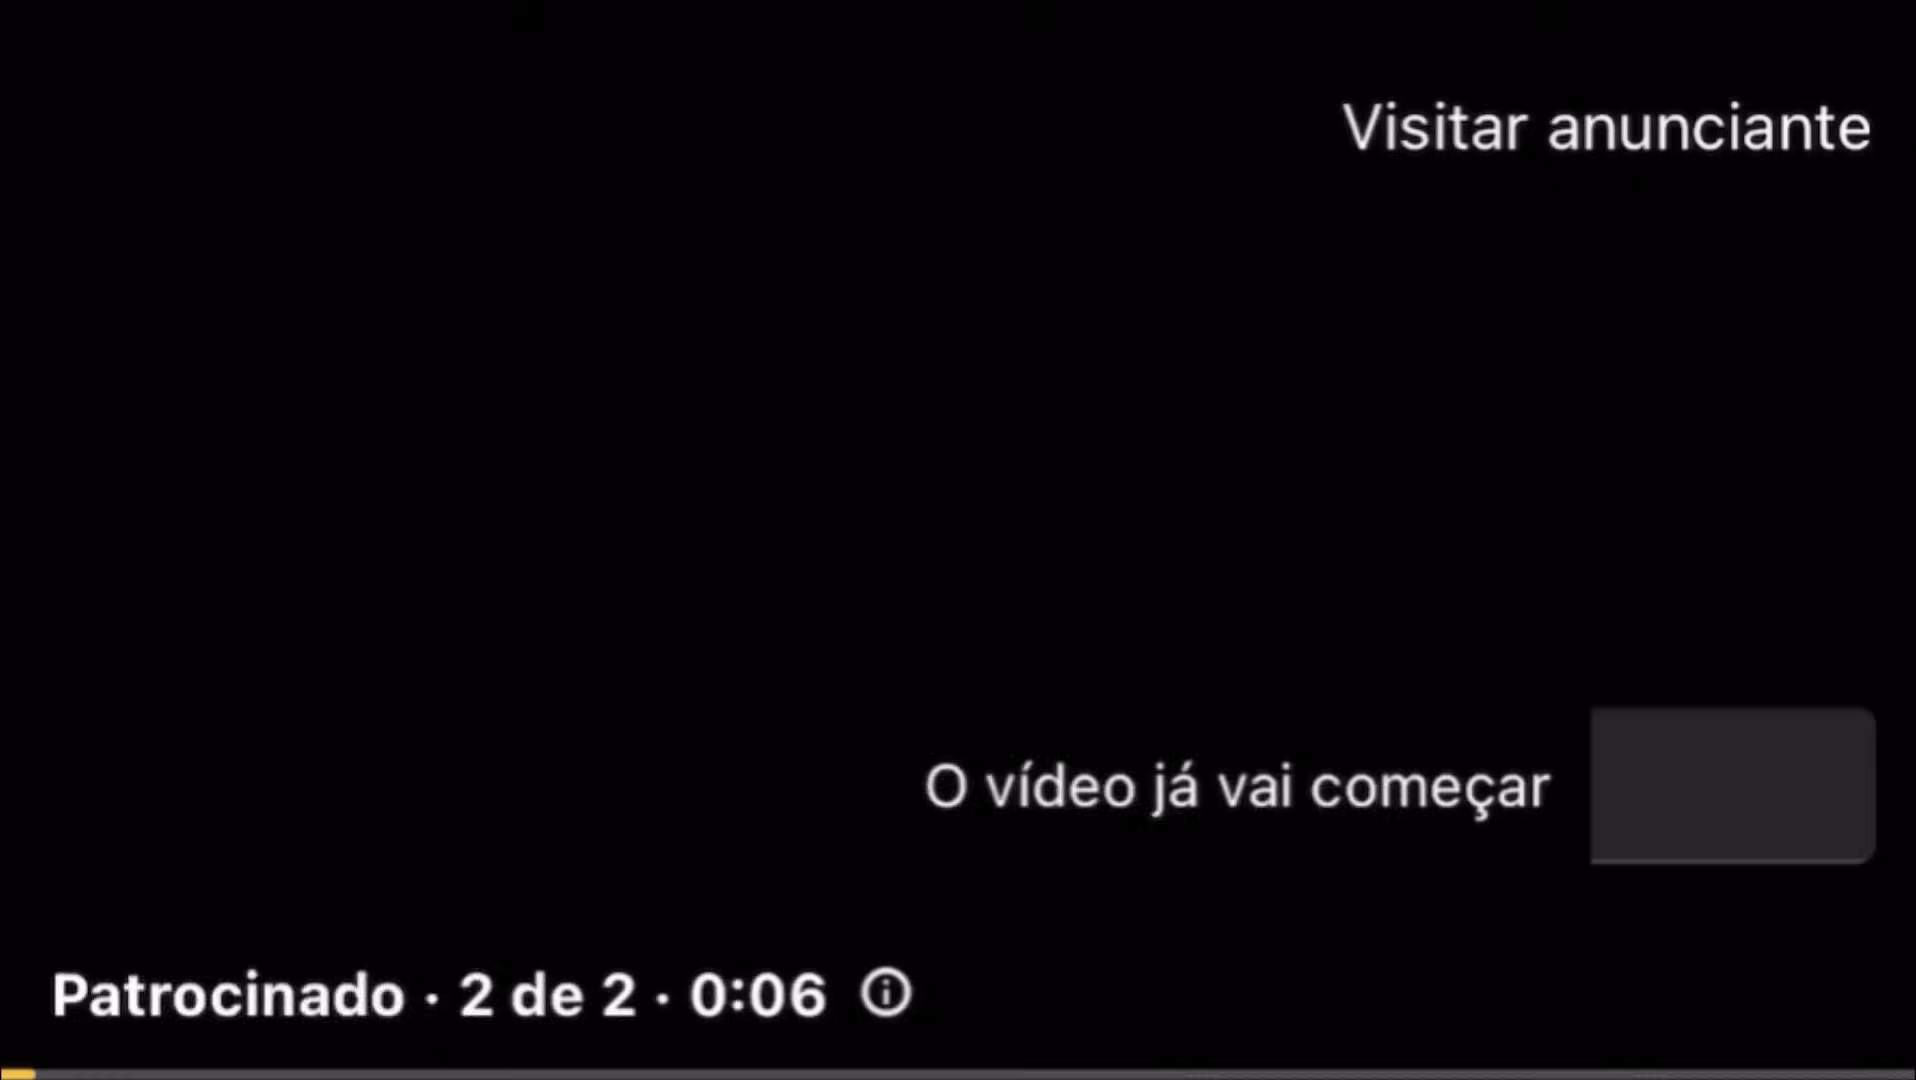 Visitar anunciante
O vídeo já vai começar
Patrocinado · 2 de 2 · 0:06